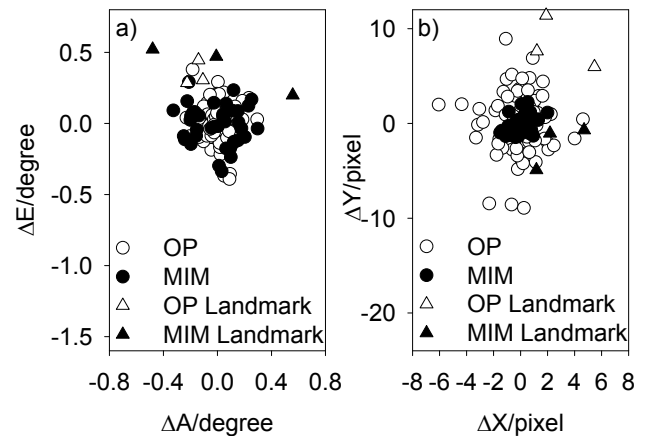 a)
0.5
0.0
-0.5
-1.0
-1.5
ΔE/degree
OP
MIM
OP Landmark
MIM Landmark
-0.8 -0.4 0.0 0.4 0.8
ΔA/degree
b)
10
0
-10
-20
ΔY/pixel
OP
MIM
OP Landmark
MIM Landmark
-8 -6 -4 -2 0 2 4 6 8
ΔX/pixel